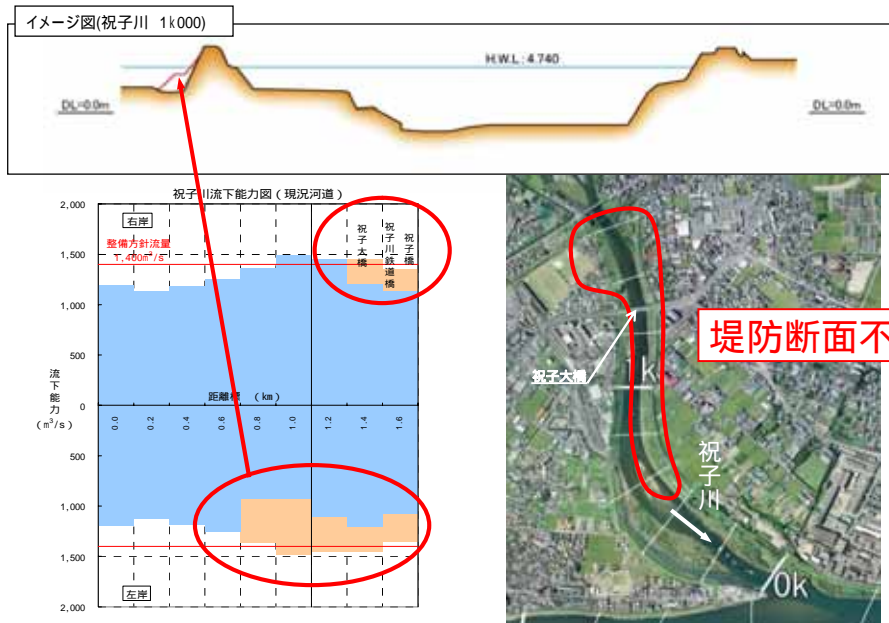 イメージ図(祝子川 1k000)
H.W.L: 4.740
DL=0.0m
DL=0.0m
祝子川流下能力図(現況河道)
2,000
1,500
1,000
500
0
500
1,000
1,500
2,000
右岸
整備方針流量
1,400m³/s
祝子大橋
祝子川鉄道橋
祝子橋
流下能力
(m³/s)
距離標 (km)
0.0
0.2
0.4
0.6
0.8
1.0
1.2
1.4
1.6
左岸
堤防断面不
祝子大橋
1k
祝子川
0k